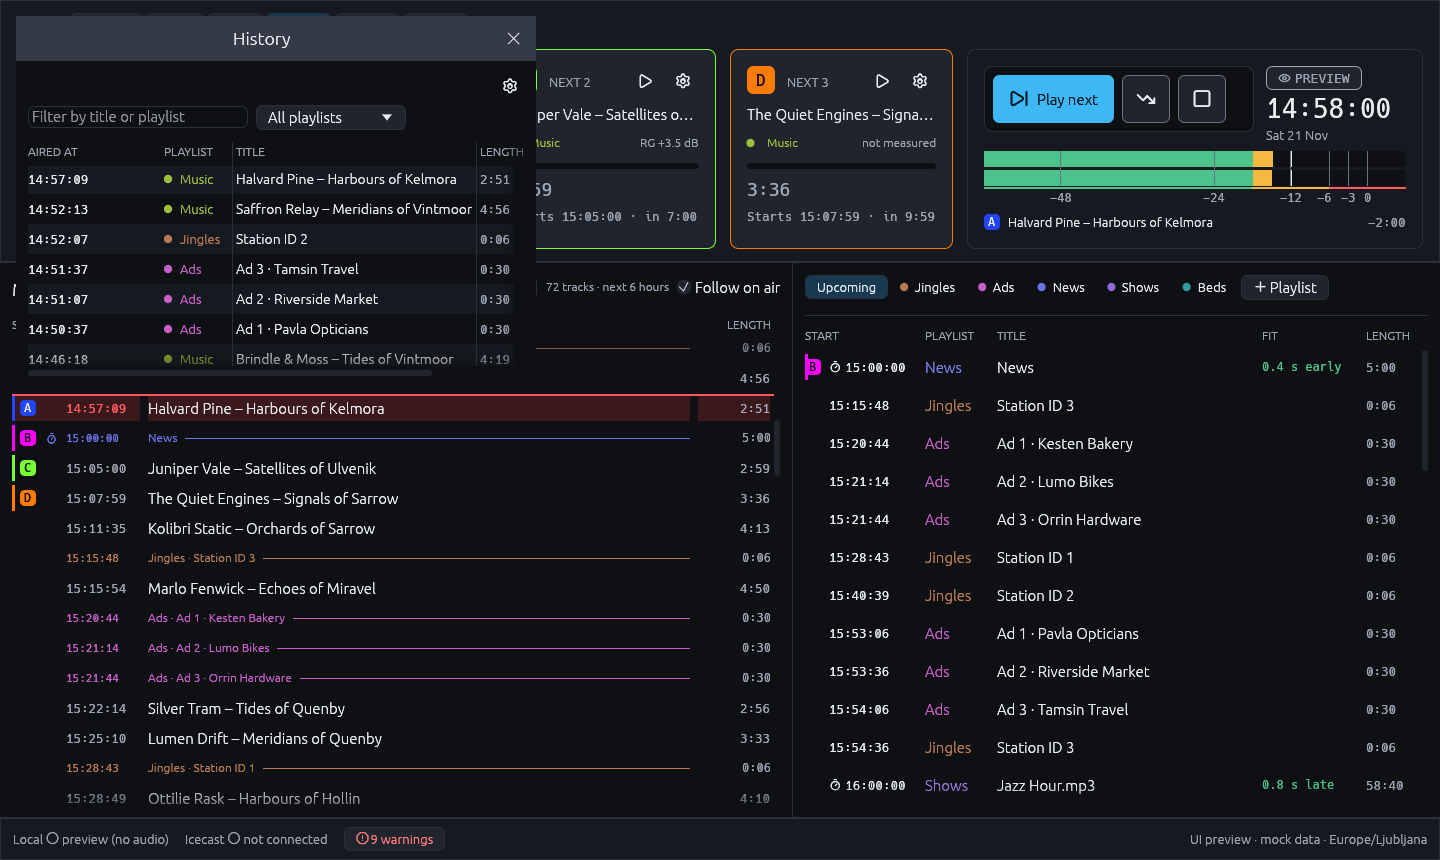 History
Filter by title or playlist
All playlists
AIRED AT PLAYLIST TITLE LENGTH
14:57:09 Music Halvard Pine – Harbours of Kelmora 2:51
14:52:13 Music Saffron Relay – Meridians of Vintmoor 4:56
14:52:07 Jingles Station ID 2 0:06
14:51:37 Ads Ad 3 · Tamsin Travel 0:30
14:51:07 Ads Ad 2 · Riverside Market 0:30
14:50:37 Ads Ad 1 · Pavla Opticians 0:30
14:46:18 Music Brindle & Moss – Tides of Vintmoor 4:19
NEXT 2
per Vale – Satellites o…
Music RG +3.5 dB
59
rts 15:05:00 · in 7:00
D NEXT 3
The Quiet Engines – Signa…
Music not measured
3:36
Starts 15:07:59 · in 9:59
Play next
PREVIEW
14:58:00
Sat 21 Nov
−48 −24 −12 −6 −3 0
A Halvard Pine – Harbours of Kelmora −2:00
72 tracks · next 6 hours Follow on air
LENGTH
0:06
4:56
A 14:57:09 Halvard Pine – Harbours of Kelmora 2:51
B 15:00:00 News 5:00
C 15:05:00 Juniper Vale – Satellites of Ulvenik 2:59
D 15:07:59 The Quiet Engines – Signals of Sarrow 3:36
15:11:35 Kolibri Static – Orchards of Sarrow 4:13
15:15:48 Jingles · Station ID 3 0:06
15:15:54 Marlo Fenwick – Echoes of Miravel 4:50
15:20:44 Ads · Ad 1 · Kesten Bakery 0:30
15:21:14 Ads · Ad 2 · Lumo Bikes 0:30
15:21:44 Ads · Ad 3 · Orrin Hardware 0:30
15:22:14 Silver Tram – Tides of Quenby 2:56
15:25:10 Lumen Drift – Meridians of Quenby 3:33
15:28:43 Jingles · Station ID 1 0:06
15:28:49 Ottilie Rask – Harbours of Hollin 4:10
Upcoming Jingles Ads News Shows Beds + Playlist
START PLAYLIST TITLE FIT LENGTH
B 15:00:00 News News 0.4 s early 5:00
15:15:48 Jingles Station ID 3 0:06
15:20:44 Ads Ad 1 · Kesten Bakery 0:30
15:21:14 Ads Ad 2 · Lumo Bikes 0:30
15:21:44 Ads Ad 3 · Orrin Hardware 0:30
15:28:43 Jingles Station ID 1 0:06
15:40:39 Jingles Station ID 2 0:06
15:53:06 Ads Ad 1 · Pavla Opticians 0:30
15:53:36 Ads Ad 2 · Riverside Market 0:30
15:54:06 Ads Ad 3 · Tamsin Travel 0:30
15:54:36 Jingles Station ID 3 0:06
16:00:00 Shows Jazz Hour.mp3 0.8 s late 58:40
Local preview (no audio) Icecast not connected 9 warnings
UI preview · mock data · Europe/Ljubljana